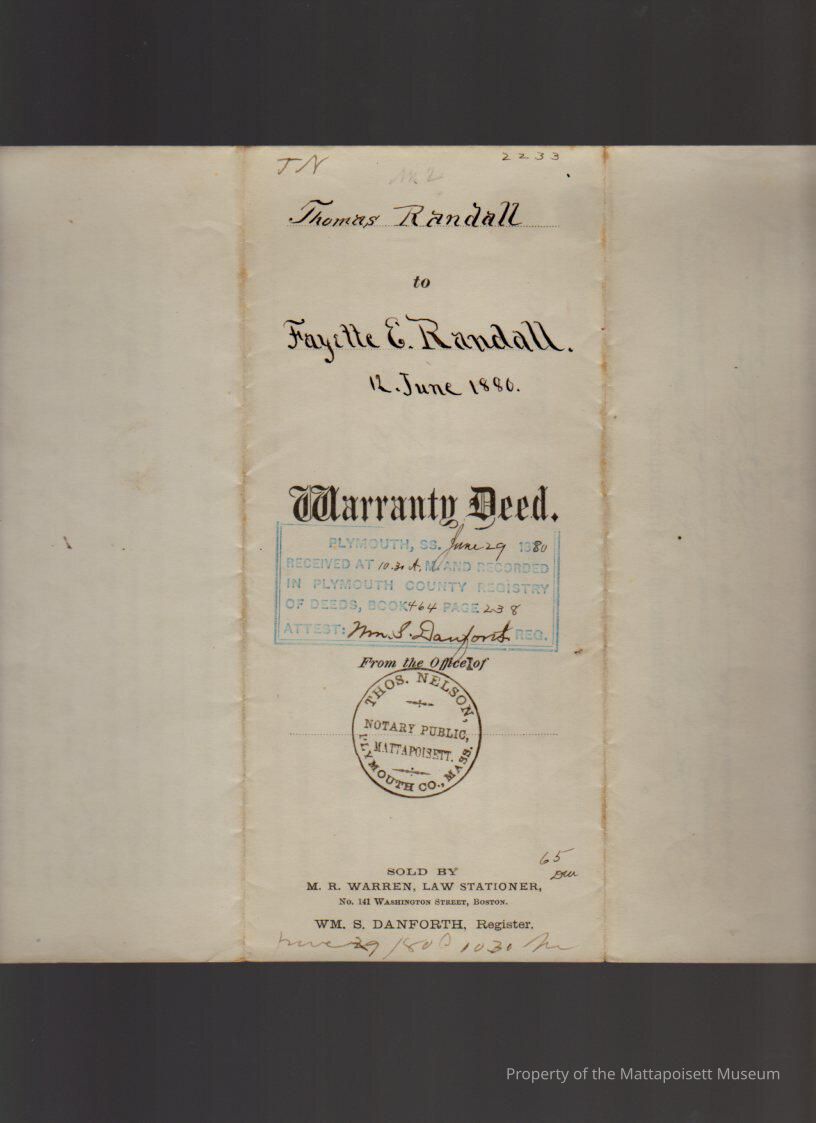 TN
2233
Thomas Randall
to
Fayette E. Randall.
12. June 1880.
Warranty Deed.
PLYMOUTH, SS. June 29 1880
RECEIVED AT 10.30 A. M. AND RECORDED
IN PLYMOUTH COUNTY REGISTRY
OF DEEDS, BOOK 464 PAGE 238
ATTEST: Wm. S. Danforth REG.
From the Office of
THOS. NELSON,
NOTARY PUBLIC,
MATTAPOISETT.
PLYMOUTH CO., MASS.
65
SOLD BY
M. R. WARREN, LAW STATIONER,
No. 141 Washington Street, Boston.
WM. S. DANFORTH, Register.
June 29 1880 1030
Property of the Mattapoisett Museum